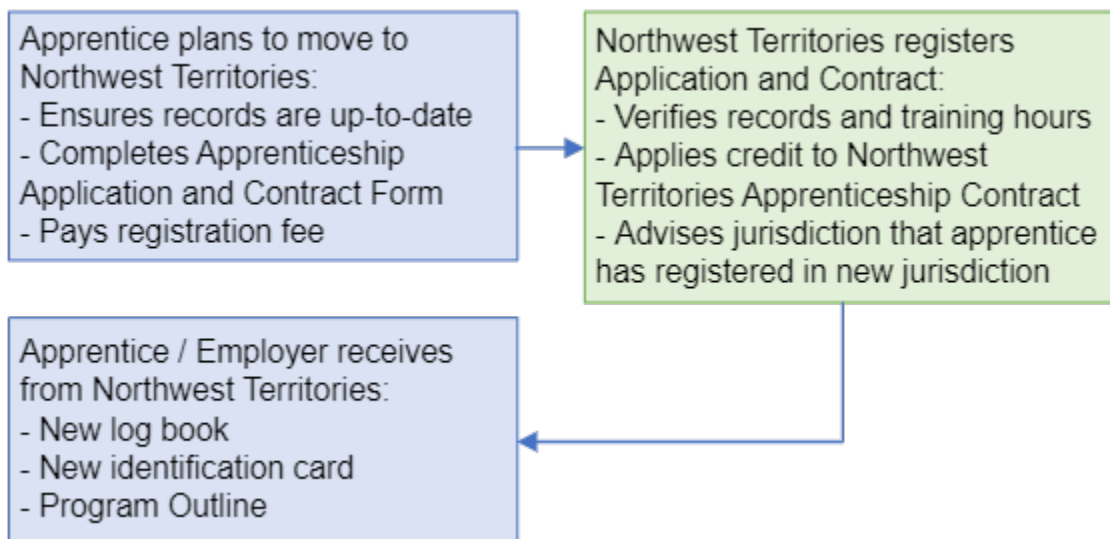 Apprentice plans to move to
Northwest Territories:
- Ensures records are up-to-date
- Completes Apprenticeship
Application and Contract Form
- Pays registration fee
Northwest Territories registers
Application and Contract:
- Verifies records and training hours
- Applies credit to Northwest
Territories Apprenticeship Contract
- Advises jurisdiction that apprentice
has registered in new jurisdiction
Apprentice / Employer receives
from Northwest Territories:
- New log book
- New identification card
- Program Outline